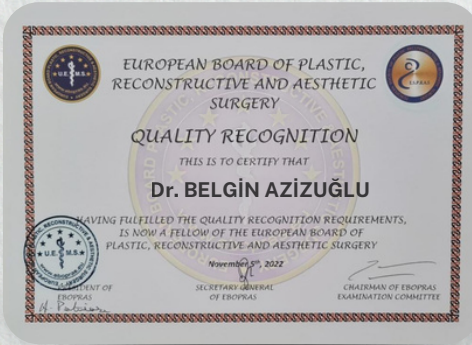 EUROPEAN BOARD OF PLASTIC,
RECONSTRUCTIVE AND AESTHETIC
SURGERY
QUALITY RECOGNITION
THIS IS TO CERTIFY THAT
Dr. BELGİN AZİZUĞLU
HAVING FULFILLED THE QUALITY RECOGNITION REQUIREMENTS,
IS NOW A FELLOW OF THE EUROPEAN BOARD OF
PLASTIC, RECONSTRUCTIVE AND AESTHETIC SURGERY
November 5th, 2022
U.E.M.S.
U.E.M.S.
PRESIDENT OF
EBOPRAS
SECRETARY GENERAL
OF EBOPRAS
CHAIRMAN OF EBOPRAS
EXAMINATION COMMITTEE